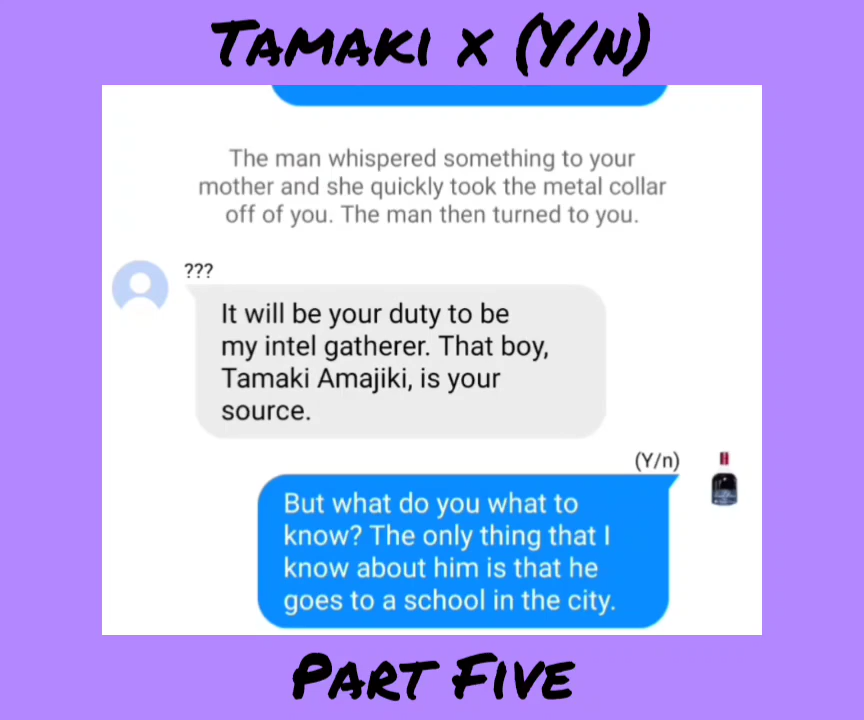 Tamaki x (Y/n)
The man whispered something to your
mother and she quickly took the metal collar
off of you. The man then turned to you.
???
It will be your duty to be
my intel gatherer. That boy,
Tamaki Amajiki, is your
source.
(Y/n)
But what do you what to
know? The only thing that I
know about him is that he
goes to a school in the city.
Part Five